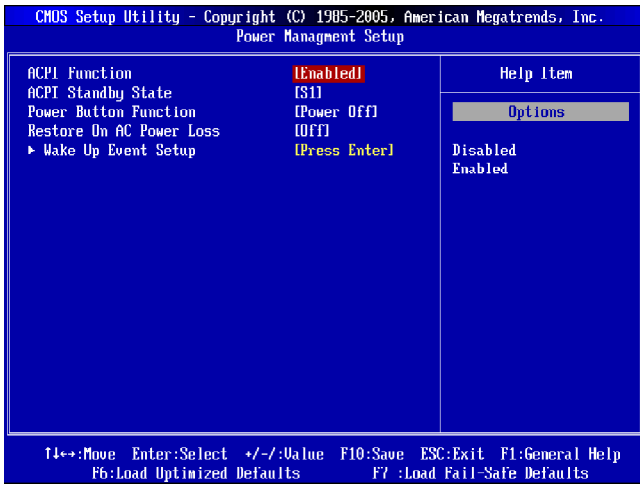 CMOS Setup Utility - Copyright (C) 1985-2005, American Megatrends, Inc.
Power Managment Setup
ACPI Function [Enabled]
ACPI Standby State [S1]
Power Button Function [Power Off]
Restore On AC Power Loss [Off]
▶ Wake Up Event Setup [Press Enter]
Help Item
Options
Disabled
Enabled
↑↓←→:Move Enter:Select +/-/:Value F10:Save ESC:Exit F1:General Help
F6:Load Optimized Defaults F7 :Load Fail-Safe Defaults